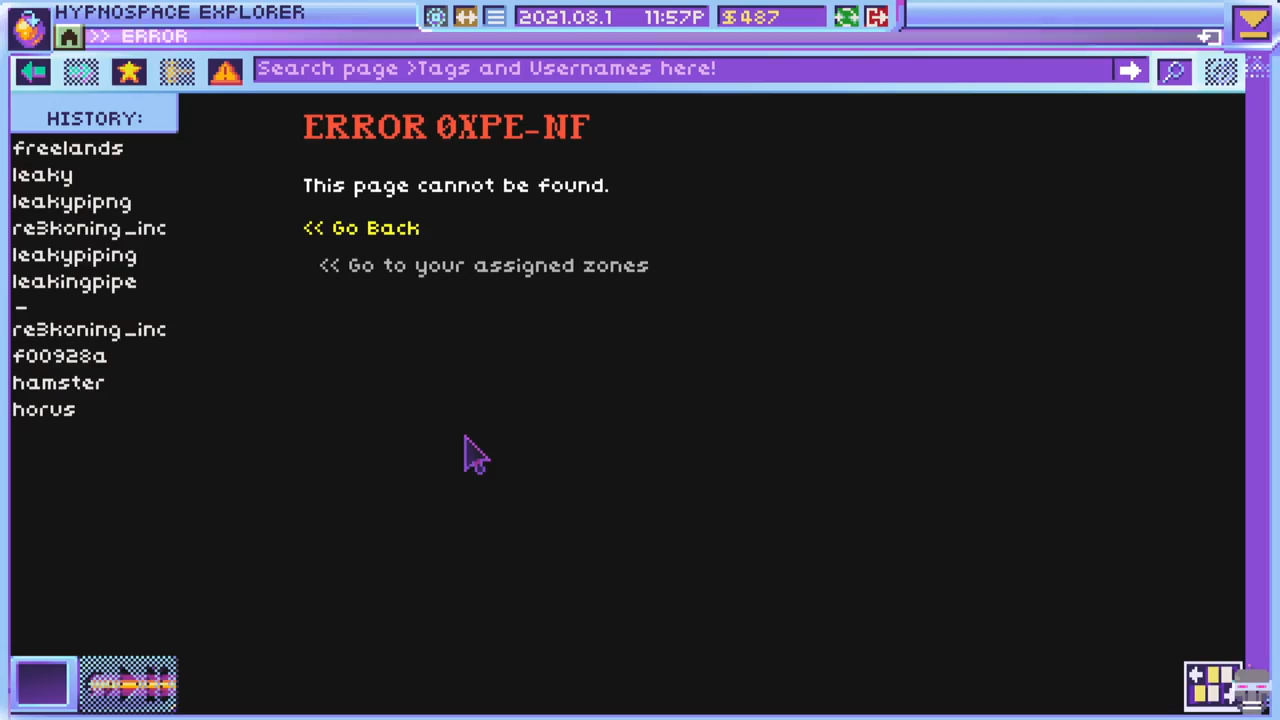 HYPNOSPACE EXPLORER
2021.08.1 11:57P
487
>> ERROR
Search page >Tags and Usernames here!
HISTORY:
freelands
leaky
leakypipng
re3koning_inc
leakypiping
leakingpipe
-
re3koning_inc
f00928a
hamster
horus
ERROR 0XPE-NF
This page cannot be found.
<< Go Back
<< Go to your assigned zones